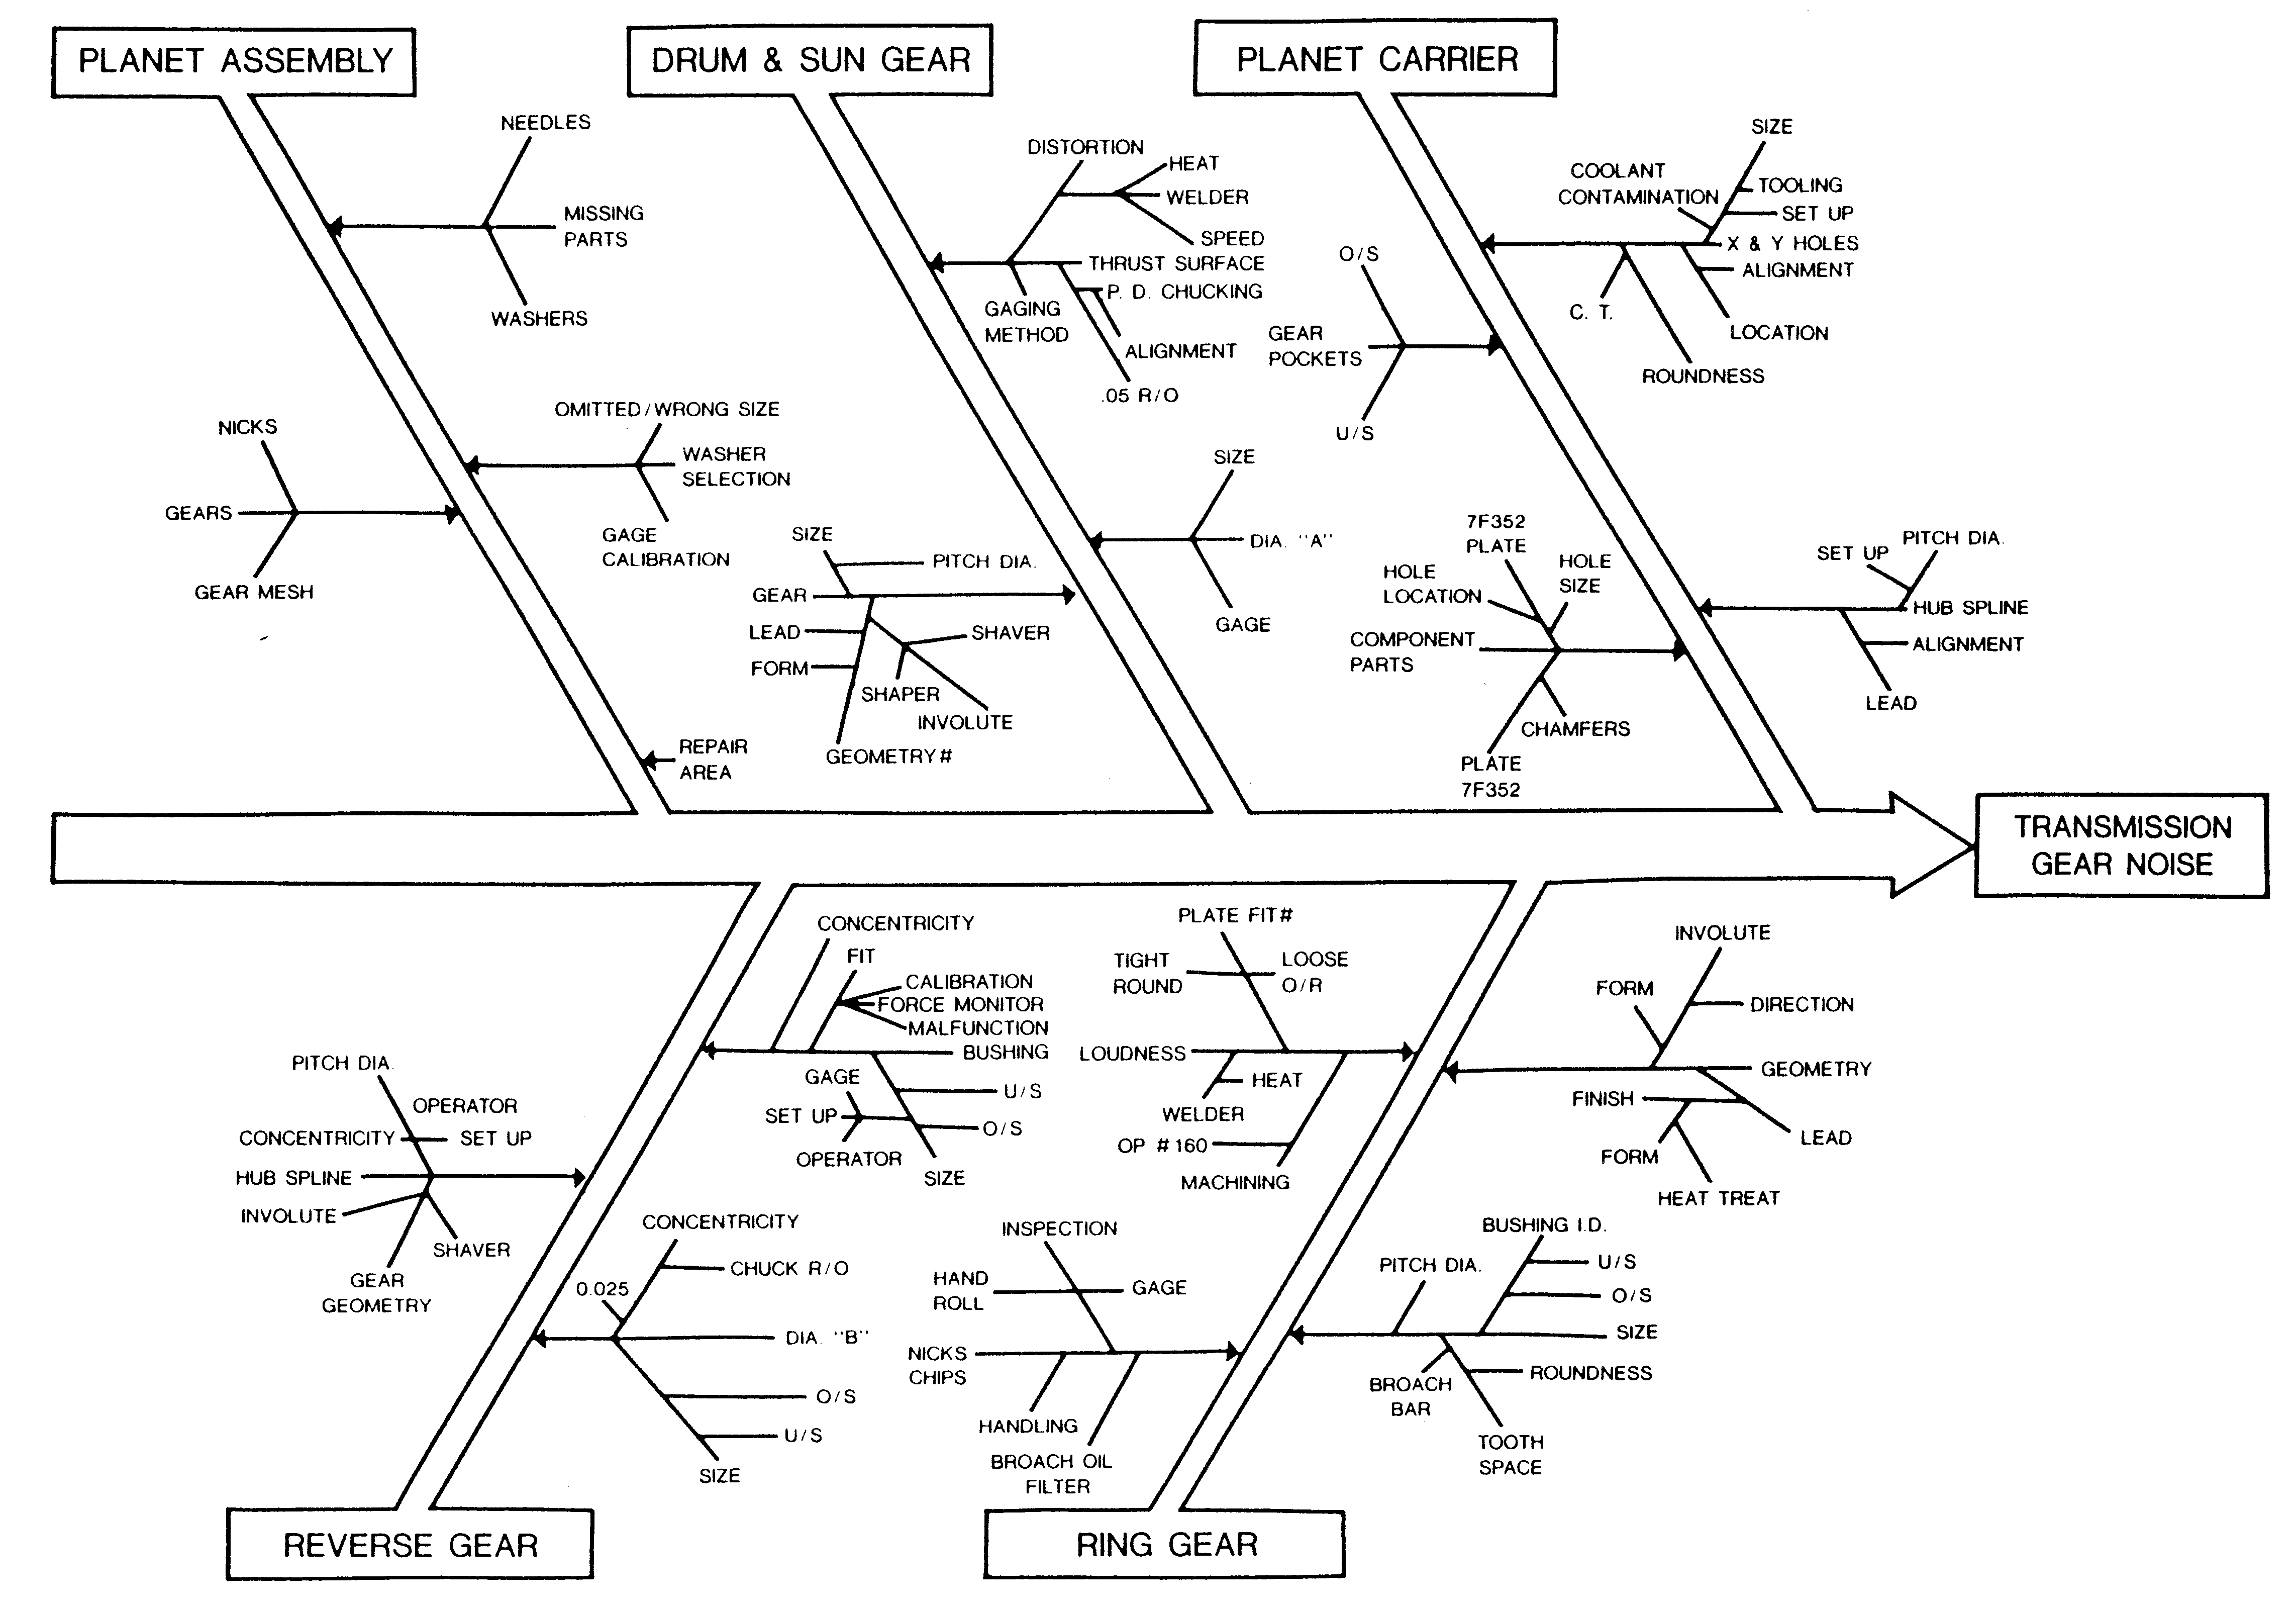 PLANET ASSEMBLY
DRUM & SUN GEAR
PLANET CARRIER
NEEDLES
MISSING
PARTS
WASHERS
NICKS
GEARS
GEAR MESH
OMITTED/WRONG SIZE
WASHER
SELECTION
GAGE
CALIBRATION
REPAIR
AREA
DISTORTION
HEAT
WELDER
SPEED
THRUST SURFACE
P. D. CHUCKING
GAGING
METHOD
ALIGNMENT
.05 R/O
SIZE
PITCH DIA.
GEAR
LEAD
FORM
SHAVER
SHAPER
INVOLUTE
GEOMETRY#
SIZE
DIA. "A"
GAGE
O/S
GEAR
POCKETS
U/S
SIZE
COOLANT
CONTAMINATION
TOOLING
SET UP
X & Y HOLES
ALIGNMENT
C. T.
LOCATION
ROUNDNESS
7F352
PLATE
HOLE
LOCATION
HOLE
SIZE
COMPONENT
PARTS
CHAMFERS
PLATE
7F352
PITCH DIA.
SET UP
HUB SPLINE
ALIGNMENT
LEAD
TRANSMISSION
GEAR NOISE
CONCENTRICITY
FIT
CALIBRATION
FORCE MONITOR
MALFUNCTION
BUSHING
GAGE
U/S
SET UP
O/S
OPERATOR
SIZE
PITCH DIA.
OPERATOR
CONCENTRICITY
SET UP
HUB SPLINE
INVOLUTE
SHAVER
GEAR
GEOMETRY
CONCENTRICITY
CHUCK R/O
0.025
DIA. "B"
O/S
U/S
SIZE
PLATE FIT#
TIGHT
ROUND
LOOSE
O/R
LOUDNESS
HEAT
WELDER
OP #160
MACHINING
INSPECTION
HAND
ROLL
GAGE
NICKS
CHIPS
HANDLING
BROACH OIL
FILTER
INVOLUTE
FORM
DIRECTION
GEOMETRY
FINISH
LEAD
FORM
HEAT TREAT
BUSHING I.D.
PITCH DIA.
U/S
O/S
SIZE
ROUNDNESS
BROACH
BAR
TOOTH
SPACE
REVERSE GEAR
RING GEAR